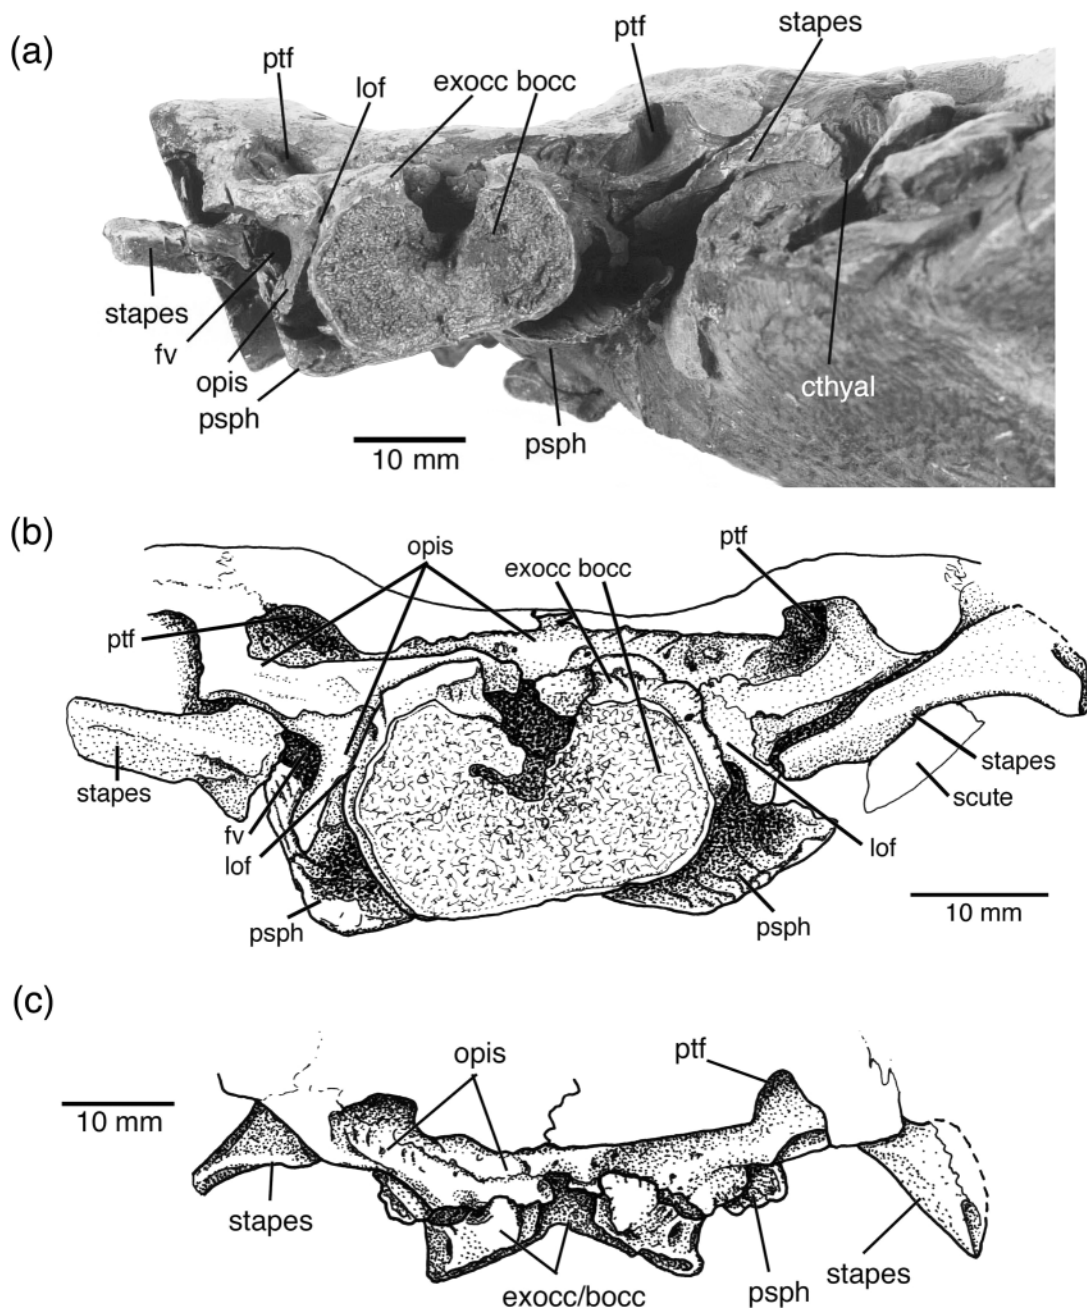 (a)
ptf
lof
exocc bocc
ptf
stapes
stapes
fv
opis
psph
10 mm
psph
cthyal
(b)
opis
exocc bocc
ptf
ptf
stapes
fv
lof
psph
stapes
scute
lof
psph
10 mm
(c)
opis
ptf
10 mm
stapes
exocc/bocc
psph
stapes